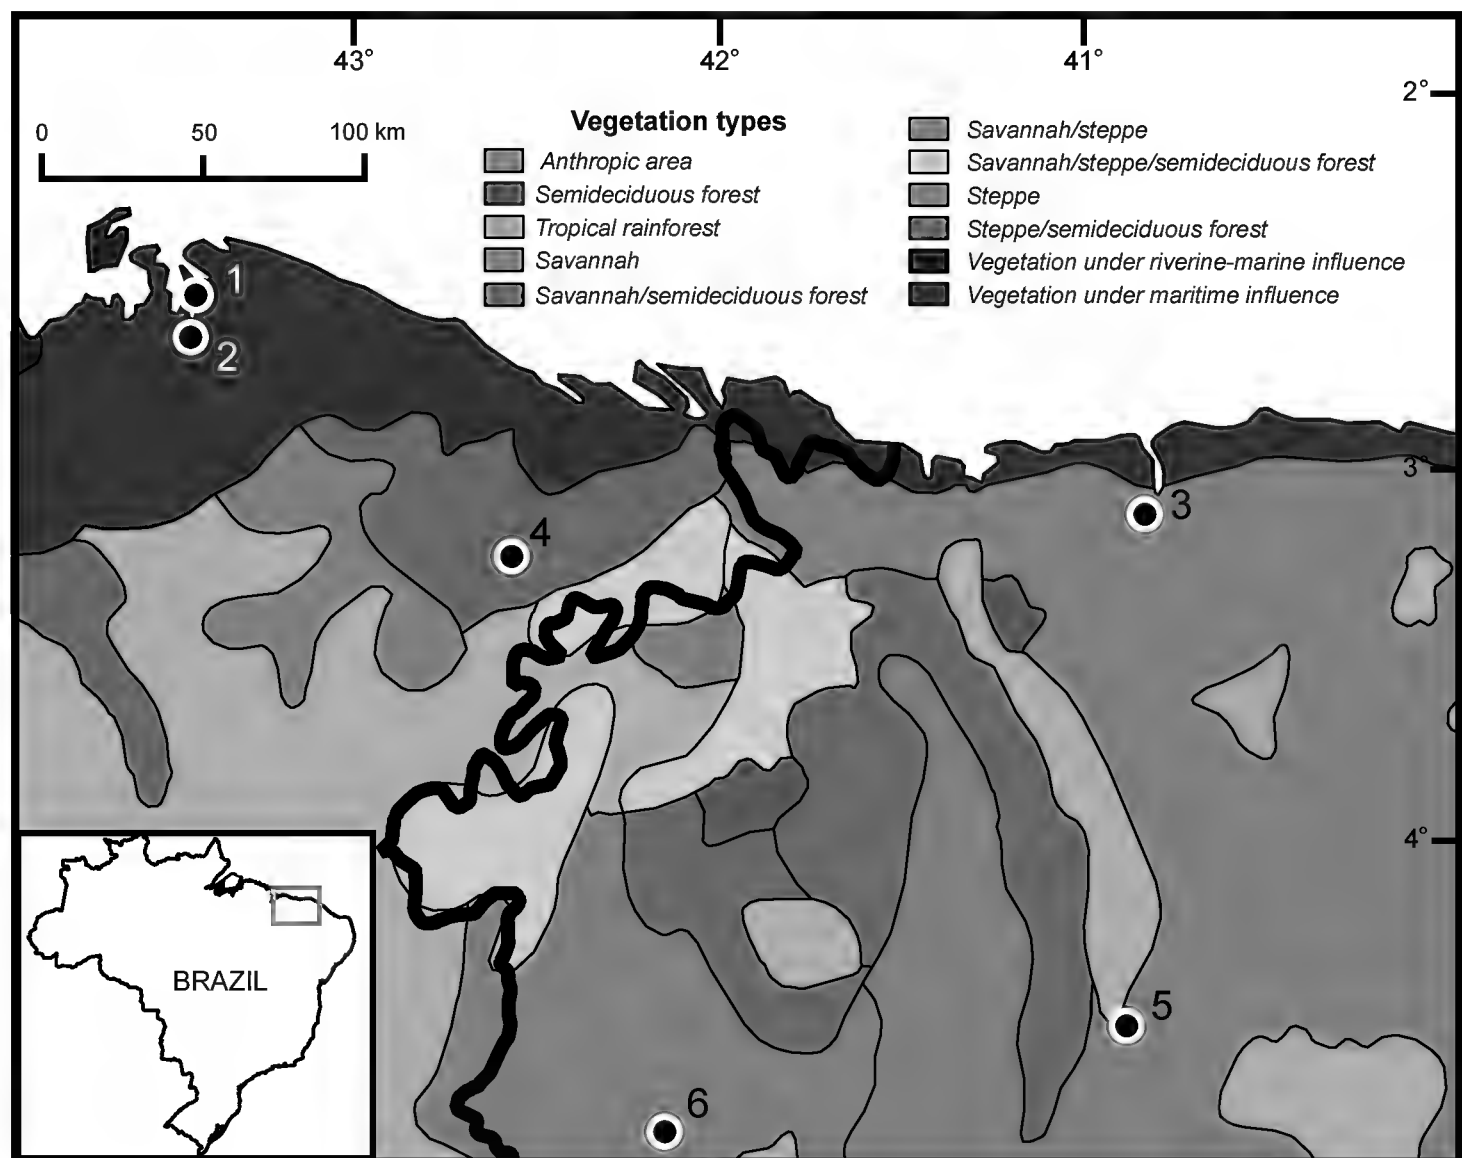 43°
42°
41°
2°
0
50
100 km
Vegetation types
Anthropic area
Semideciduous forest
Tropical rainforest
Savannah
Savannah/semideciduous forest
Savannah/steppe
Savannah/steppe/semideciduous forest
Steppe
Steppe/semideciduous forest
Vegetation under riverine-marine influence
Vegetation under maritime influence
1
2
3°
3
4
4°
BRAZIL
5
6